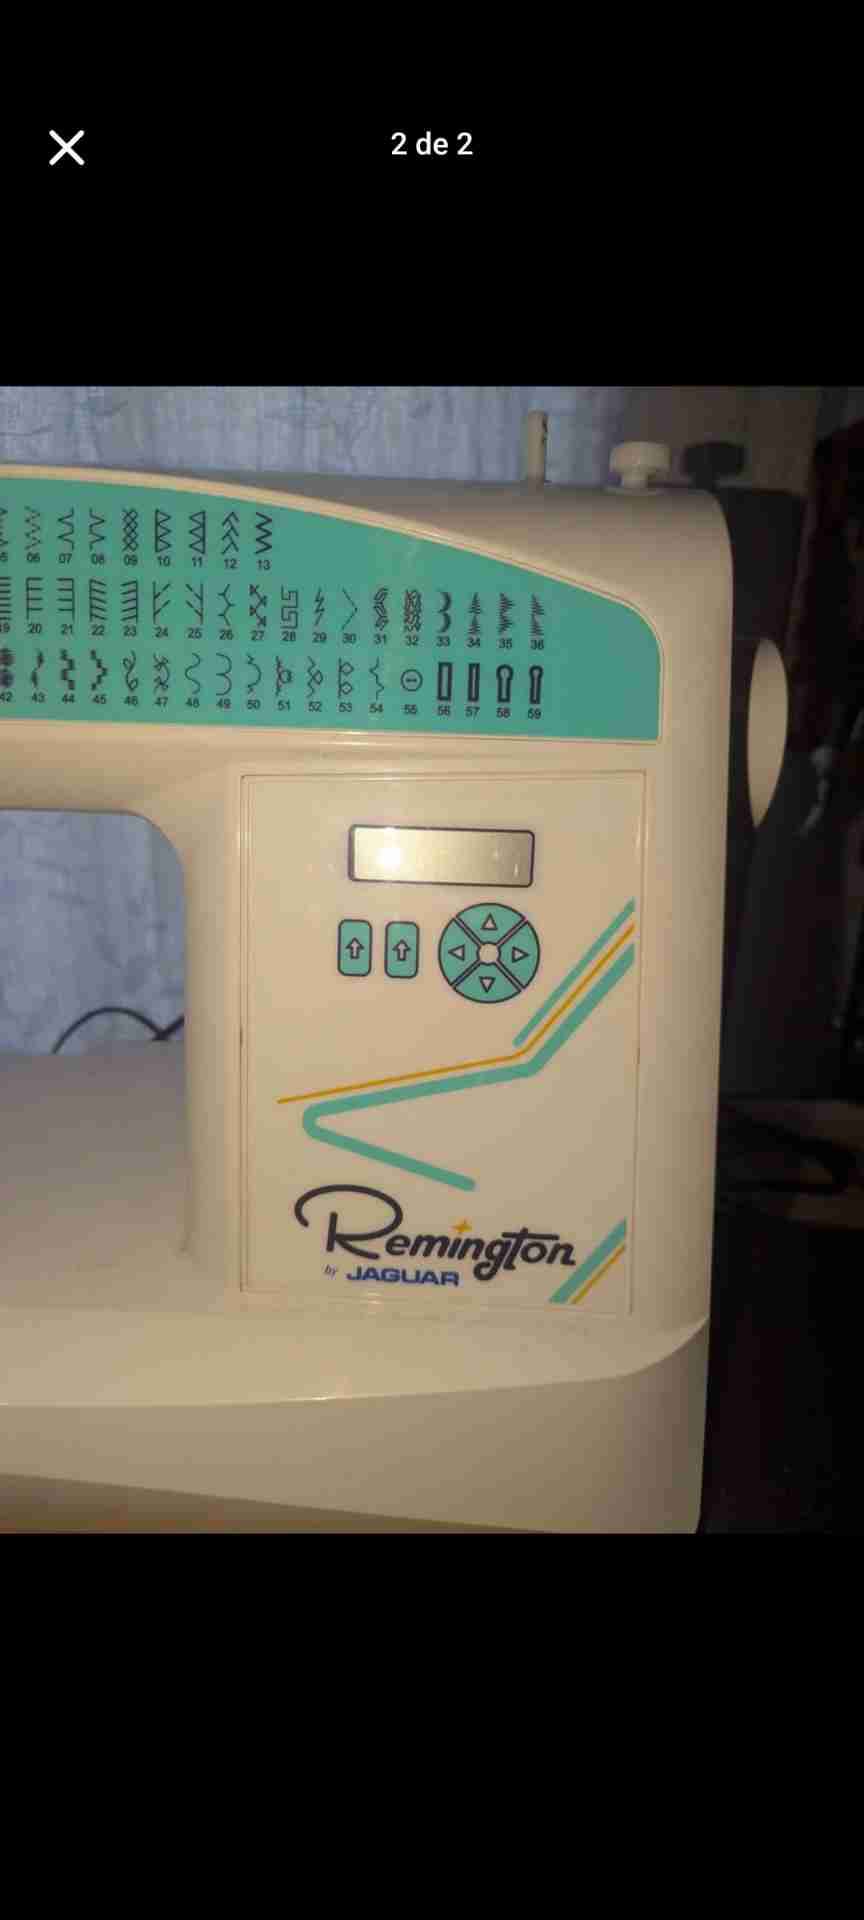 2 de 2
06 07 08 09 10 11 12 13
20 21 22 23 24 25 26 27 28 29 30 31 32 33 34 35 36
42 43 44 45 46 47 48 49 50 51 52 53 54 55 56 57 58 59
Remington
by JAGUAR